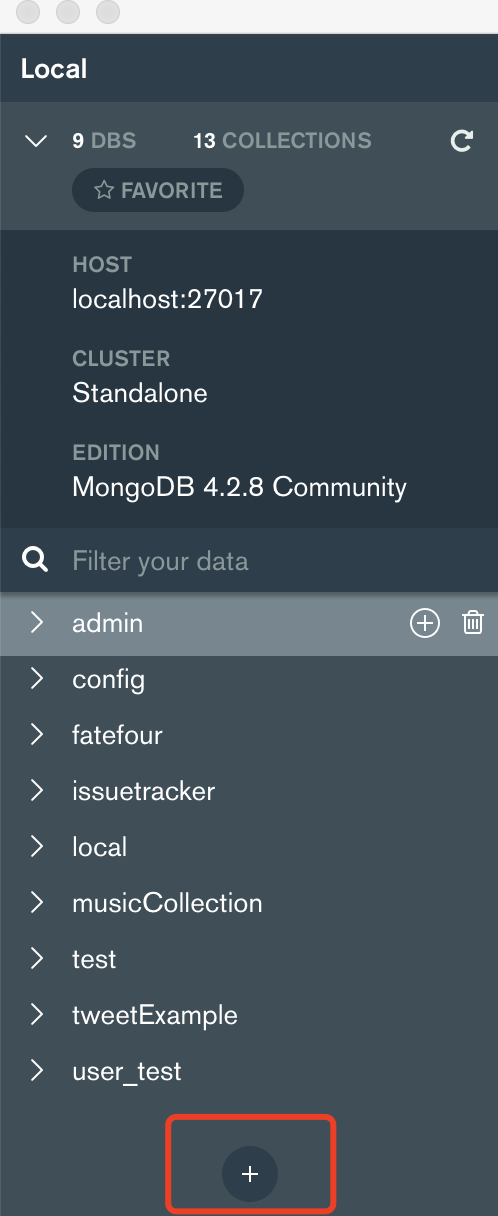 Local
9 DBS 13 COLLECTIONS
FAVORITE
HOST
localhost:27017
CLUSTER
Standalone
EDITION
MongoDB 4.2.8 Community
Filter your data
admin
config
fatefour
issuetracker
local
musicCollection
test
tweetExample
user_test